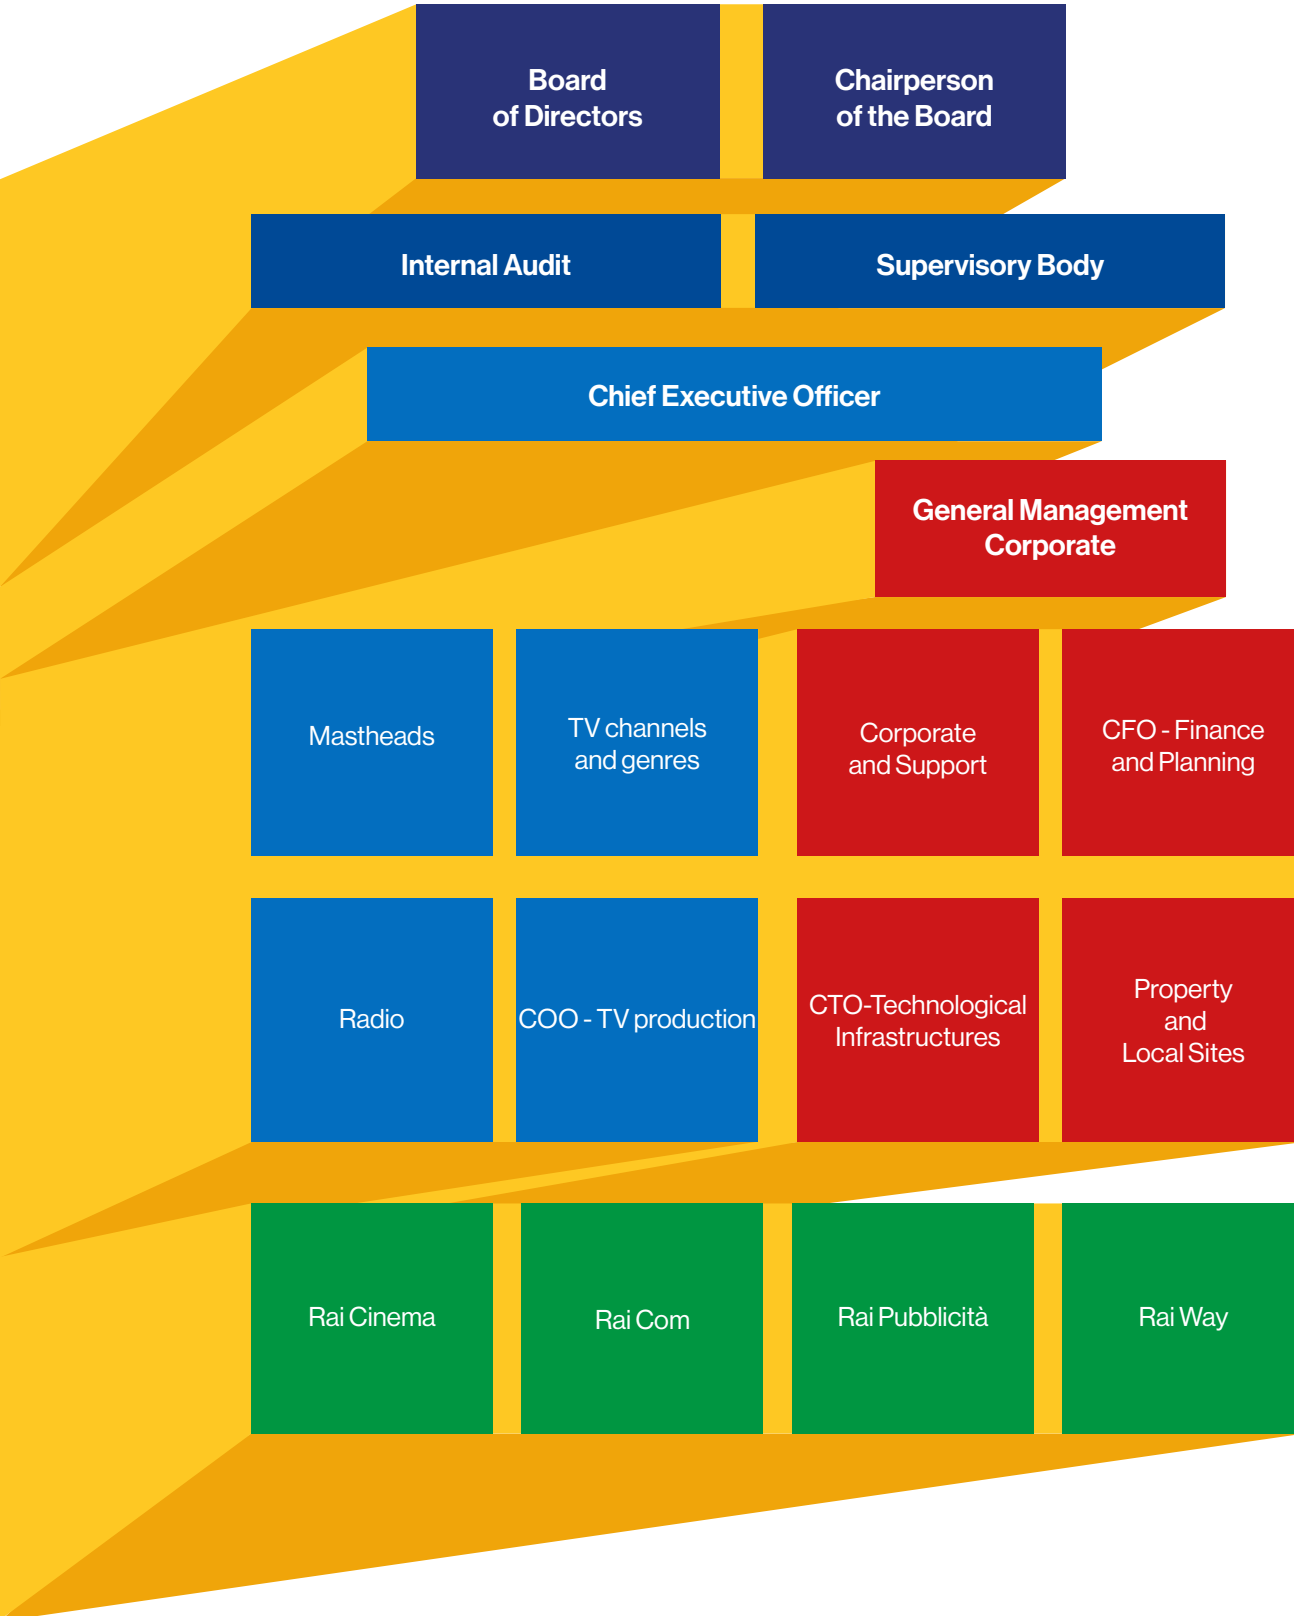 Board
of Directors
Chairperson
of the Board
Internal Audit
Supervisory Body
Chief Executive Officer
General Management
Corporate
Mastheads
TV channels
and genres
Corporate
and Support
CFO - Finance
and Planning
Radio
COO - TV production
CTO-Technological
Infrastructures
Property
and
Local Sites
Rai Cinema
Rai Com
Rai Pubblicità
Rai Way